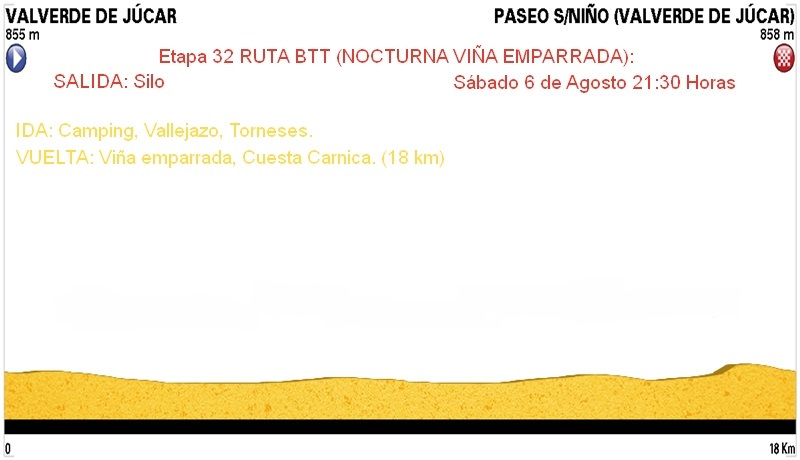 VALVERDE DE JÚCAR
PASEO S/NIÑO (VALVERDE DE JÚCAR)
855 m
858 m
Etapa 32 RUTA BTT (NOCTURNA VIÑA EMPARRADA):
SALIDA: Silo
Sábado 6 de Agosto 21:30 Horas
IDA: Camping, Vallejazo, Torneses.
VUELTA: Viña emparrada, Cuesta Carnica. (18 km)
0
18 Km